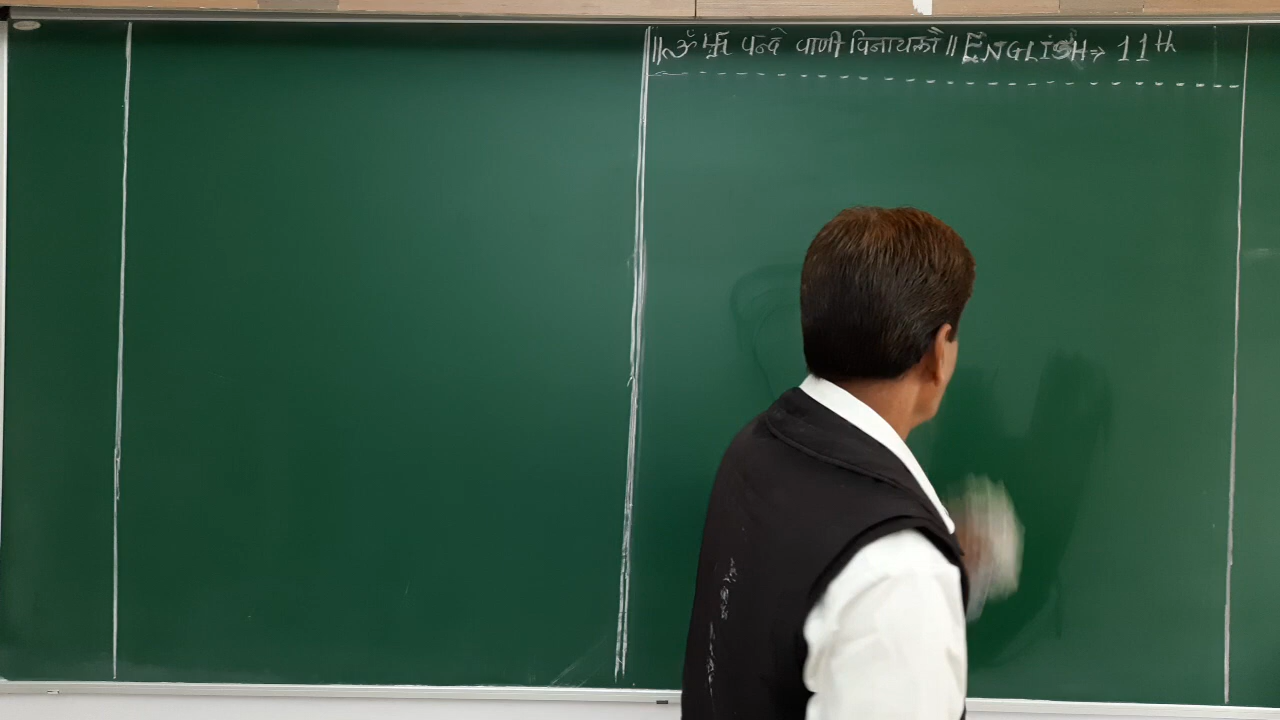 ॥ ॐ 卐 वन्दे वाणी विनायकौ ॥ ENGLISH → 11th